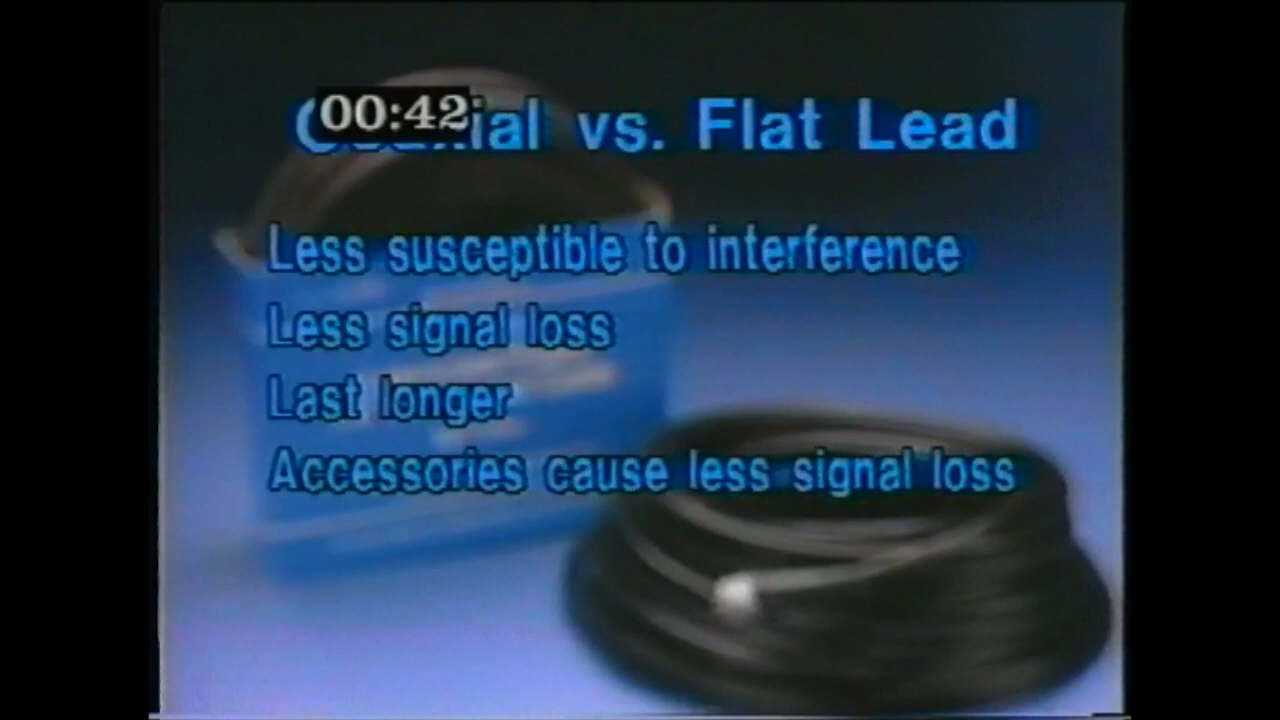 00:42
Coaxial vs. Flat Lead
Less susceptible to interference
Less signal loss
Last longer
Accessories cause less signal loss